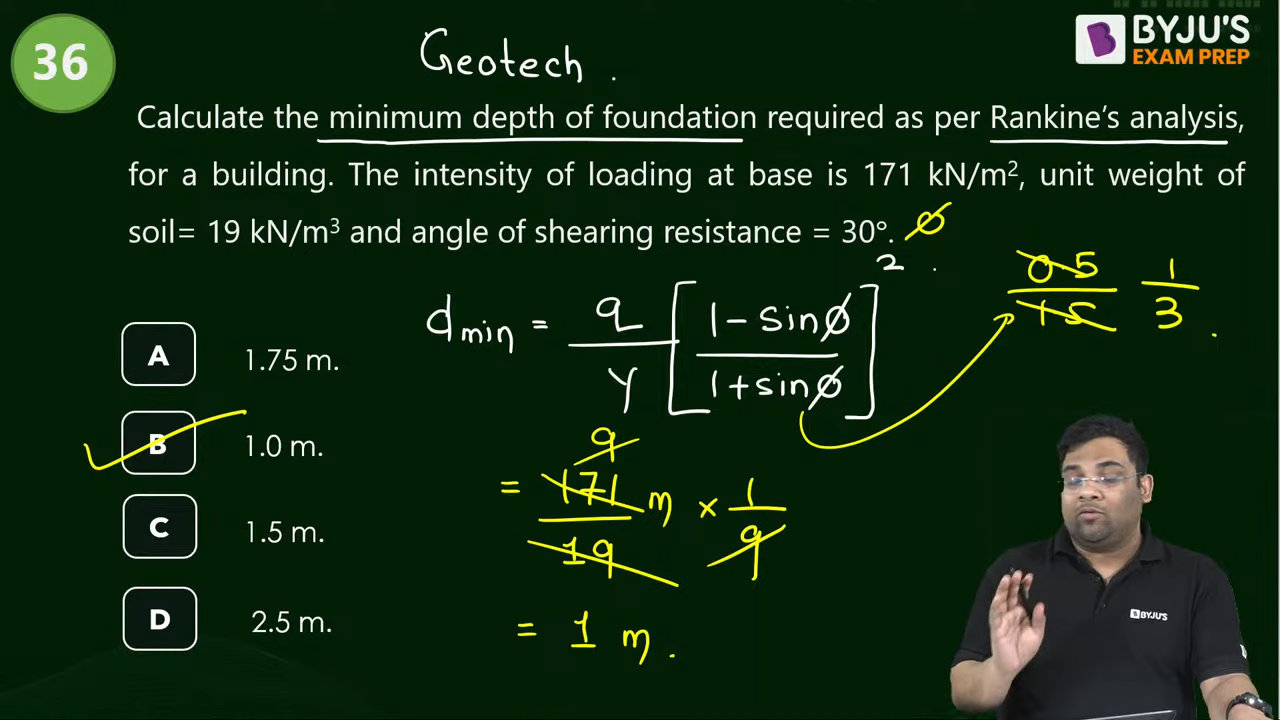 36
Geotech.
BYJU'S
EXAM PREP
Calculate the minimum depth of foundation required as per Rankine's analysis,
for a building. The intensity of loading at base is 171 kN/m², unit weight of
soil= 19 kN/m³ and angle of shearing resistance = 30°. Ø
dmin = q/γ [1-sinØ / 1+sinØ]²
0.5/1.5 1/3.
A 1.75 m.
B 1.0 m.
C 1.5 m.
D 2.5 m.
9
= 171/19 m × 1/9
= 1 m.
BYJU'S